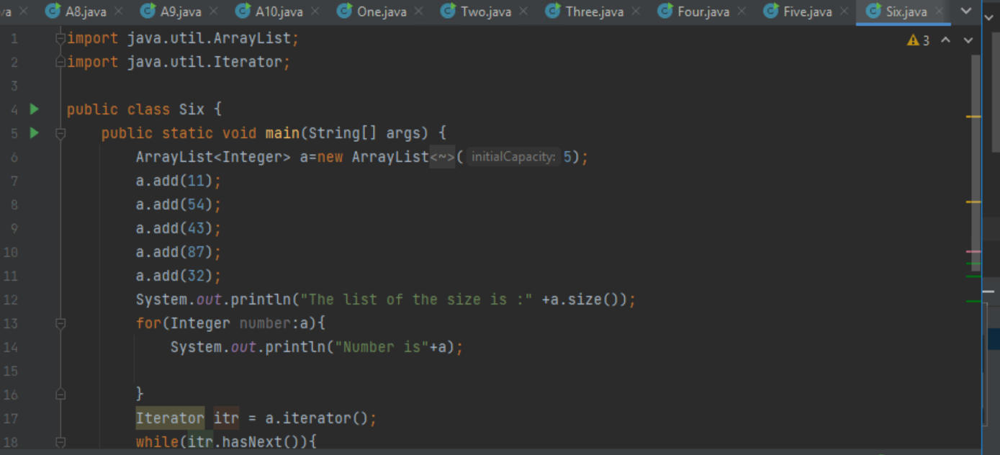 va A8.java A9.java A10.java One.java Two.java Three.java Four.java Five.java Six.java
3
1 import java.util.ArrayList;
2 import java.util.Iterator;
3
4 public class Six {
5 public static void main(String[] args) {
6 ArrayList<Integer> a=new ArrayList<~>( initialCapacity: 5);
7 a.add(11);
8 a.add(54);
9 a.add(43);
10 a.add(87);
11 a.add(32);
12 System.out.println("The list of the size is :" +a.size());
13 for(Integer number:a){
14 System.out.println("Number is"+a);
15
16 }
17 Iterator itr = a.iterator();
18 while(itr.hasNext()){